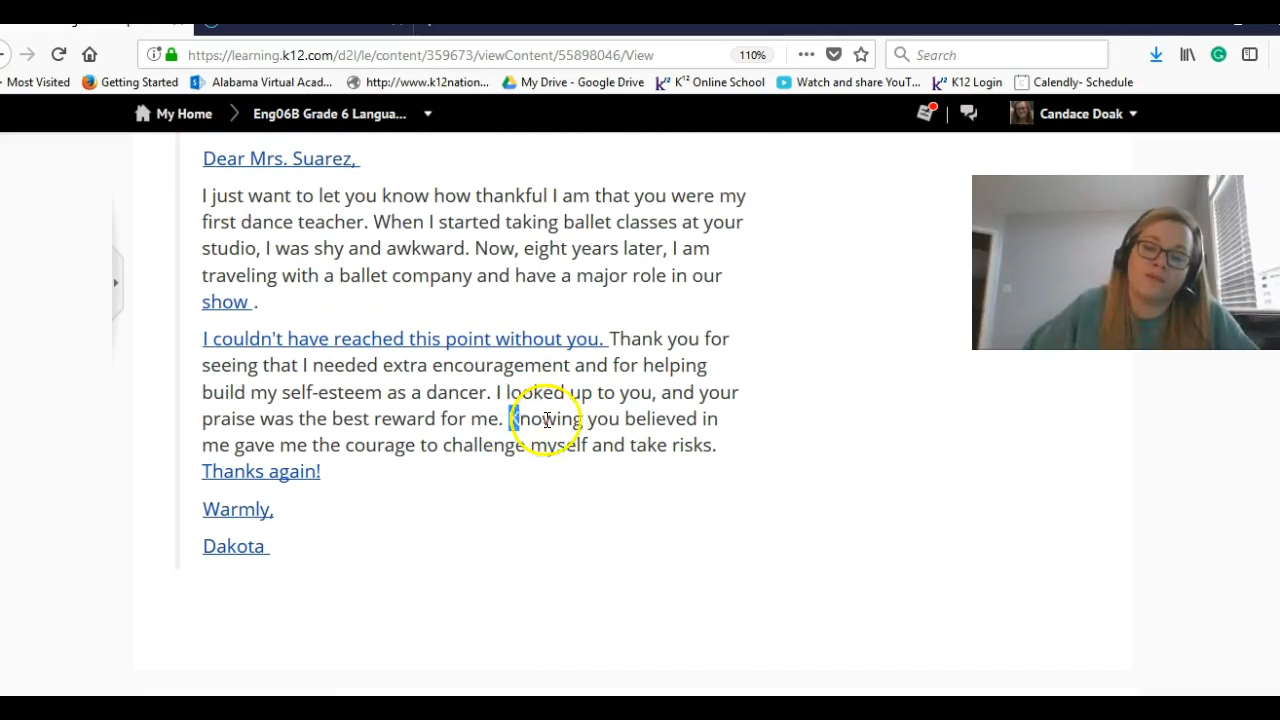 https://learning.k12.com/d2l/le/content/359673/viewContent/55898046/View 110% Search
Most Visited Getting Started Alabama Virtual Acad... http://www.k12nation... My Drive - Google Drive K12 Online School Watch and share YouT... K12 Login Calendly- Schedule
My Home Eng06B Grade 6 Langua... Candace Doak
Dear Mrs. Suarez,
I just want to let you know how thankful I am that you were my
first dance teacher. When I started taking ballet classes at your
studio, I was shy and awkward. Now, eight years later, I am
traveling with a ballet company and have a major role in our
show .
I couldn't have reached this point without you. Thank you for
seeing that I needed extra encouragement and for helping
build my self-esteem as a dancer. I looked up to you, and your
praise was the best reward for me. Knowing you believed in
me gave me the courage to challenge myself and take risks.
Thanks again!
Warmly,
Dakota